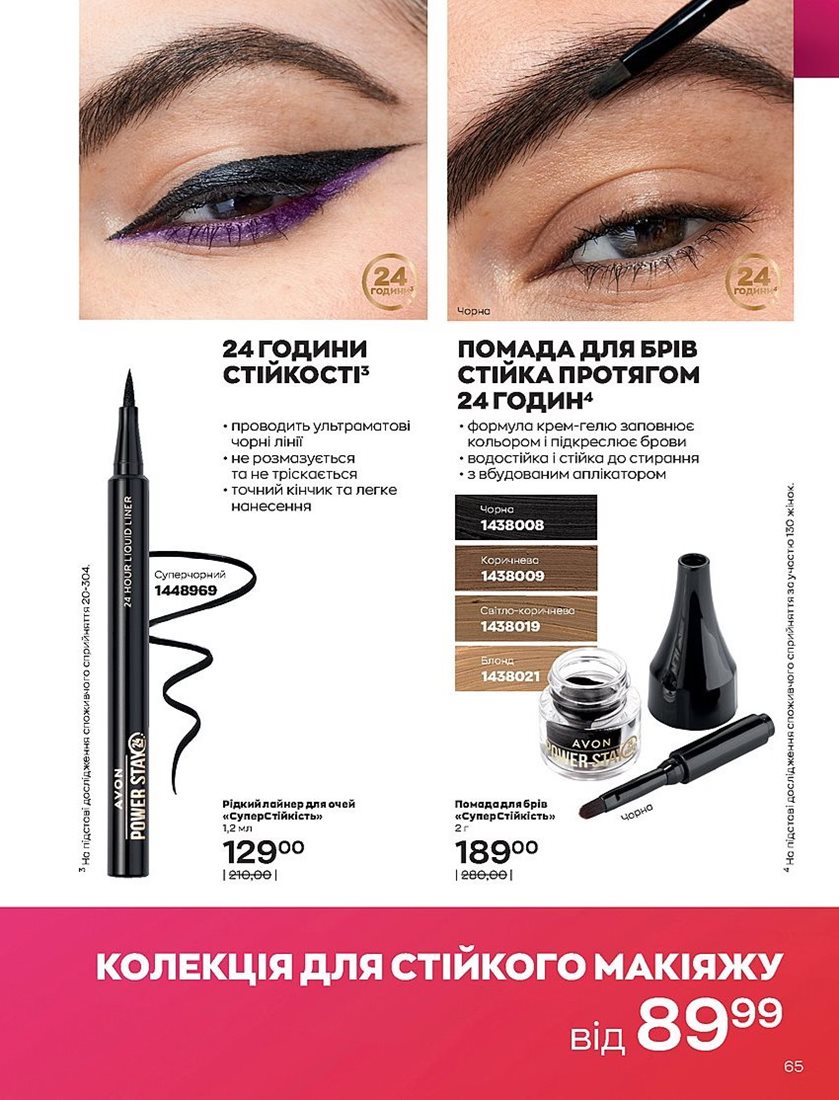 24
ГОДИНИ³
24
ГОДИНИ⁴
Чорна
24 ГОДИНИ
СТІЙКОСТІ³
• проводить ультраматові
чорні лінії
• не розмазується
та не тріскається
• точний кінчик та легке
нанесення
24 HOUR LIQUID LINER
AVON
POWER STAY 24
Суперчорний
1448969
Рідкий лайнер для очей
«СуперСтійкість»
1,2 мл
129⁰⁰
| 210,00 |
³ На підставі дослідження споживчого сприйняття 20-304.
ПОМАДА ДЛЯ БРІВ
СТІЙКА ПРОТЯГОМ
24 ГОДИН⁴
• формула крем-гелю заповнює
кольором і підкреслює брови
• водостійка і стійка до стирання
• з вбудованим аплікатором
Чорна
1438008
Коричнева
1438009
Світло-коричнева
1438019
Блонд
1438021
AVON
POWER STAY 24
Чорна
Помада для брів
«СуперСтійкість»
2 г
189⁰⁰
| 280,00 |
⁴ На підставі дослідження споживчого сприйняття за участю 130 жінок.
КОЛЕКЦІЯ ДЛЯ СТІЙКОГО МАКІЯЖУ
від 89⁹⁹
65